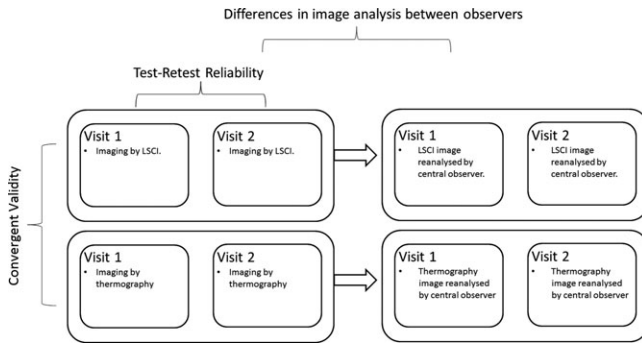 Differences in image analysis between observers
Test-Retest Reliability
Convergent Validity
Visit 1
• Imaging by LSCI.
Visit 2
• Imaging by LSCI.
Visit 1
• LSCI image
reanalysed by
central observer.
Visit 2
• LSCI image
reanalysed by
central observer.
Visit 1
• Imaging by
thermography
Visit 2
• Imaging by
thermography
Visit 1
• Thermography
image reanalysed
by central observer
Visit 2
• Thermography
image reanalysed
by central observer